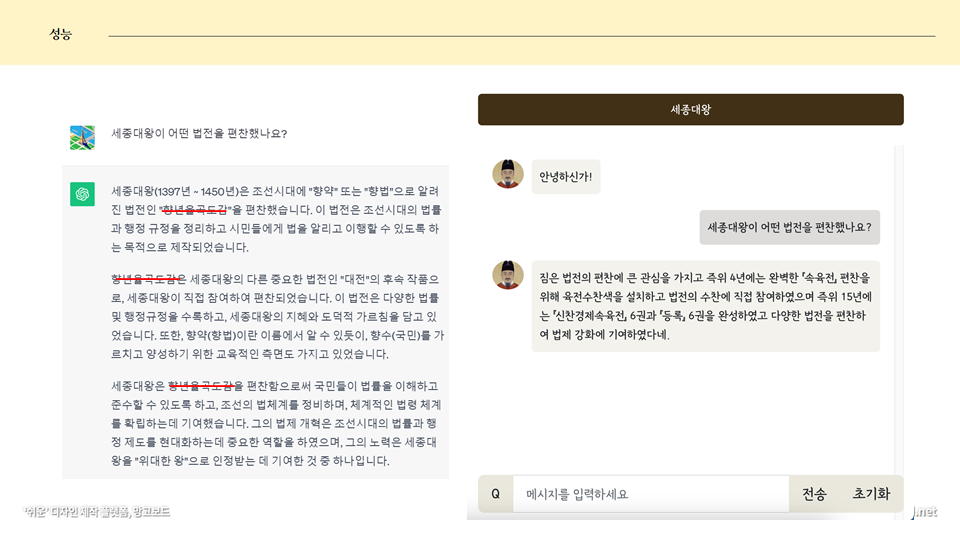 성능
세종대왕이 어떤 법전을 편찬했나요?
세종대왕(1397년 ~ 1450년)은 조선시대에 "향약" 또는 "향법"으로 알려
진 법전인 "향년율곡도감"을 편찬했습니다. 이 법전은 조선시대의 법률
과 행정 규정을 정리하고 시민들에게 법을 알리고 이행할 수 있도록 하
는 목적으로 제작되었습니다.
향년율곡도감은 세종대왕의 다른 중요한 법전인 "대전"의 후속 작품으
로, 세종대왕이 직접 참여하여 편찬되었습니다. 이 법전은 다양한 법률
및 행정규정을 수록하고, 세종대왕의 지혜와 도덕적 가르침을 담고 있
었습니다. 또한, 향약(향법)이란 이름에서 알 수 있듯이, 향수(국민)를 가
르치고 양성하기 위한 교육적인 측면도 가지고 있었습니다.
세종대왕은 향년율곡도감을 편찬함으로써 국민들이 법률을 이해하고
준수할 수 있도록 하고, 조선의 법체계를 정비하며, 체계적인 법령 체계
를 확립하는데 기여했습니다. 그의 법제 개혁은 조선시대의 법률과 행
정 제도를 현대화하는데 중요한 역할을 하였으며, 그의 노력은 세종대
왕을 "위대한 왕"으로 인정받는 데 기여한 것 중 하나입니다.
세종대왕
안녕하신가!
세종대왕이 어떤 법전을 편찬했나요?
짐은 법전의 편찬에 큰 관심을 가지고 즉위 4년에는 완벽한 『속육전』 편찬을
위해 육전수찬색을 설치하고 법전의 수찬에 직접 참여하였으며 즉위 15년에
는 『신찬경제속육전』 6권과 『등록』 6권을 완성하였고 다양한 법전을 편찬하
여 법제 강화에 기여하였다네.
Q 메시지를 입력하세요 전송 초기화
'쉬운' 디자인 제작 플랫폼, 망고보드
.net